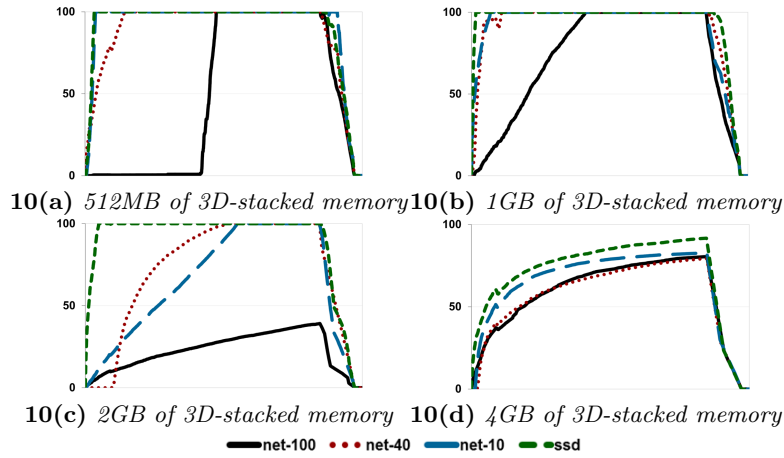 100
50
0
100
50
0
10(a) 512MB of 3D-stacked memory
10(b) 1GB of 3D-stacked memory
100
50
0
100
50
0
10(c) 2GB of 3D-stacked memory
10(d) 4GB of 3D-stacked memory
net-100 net-40 net-10 ssd